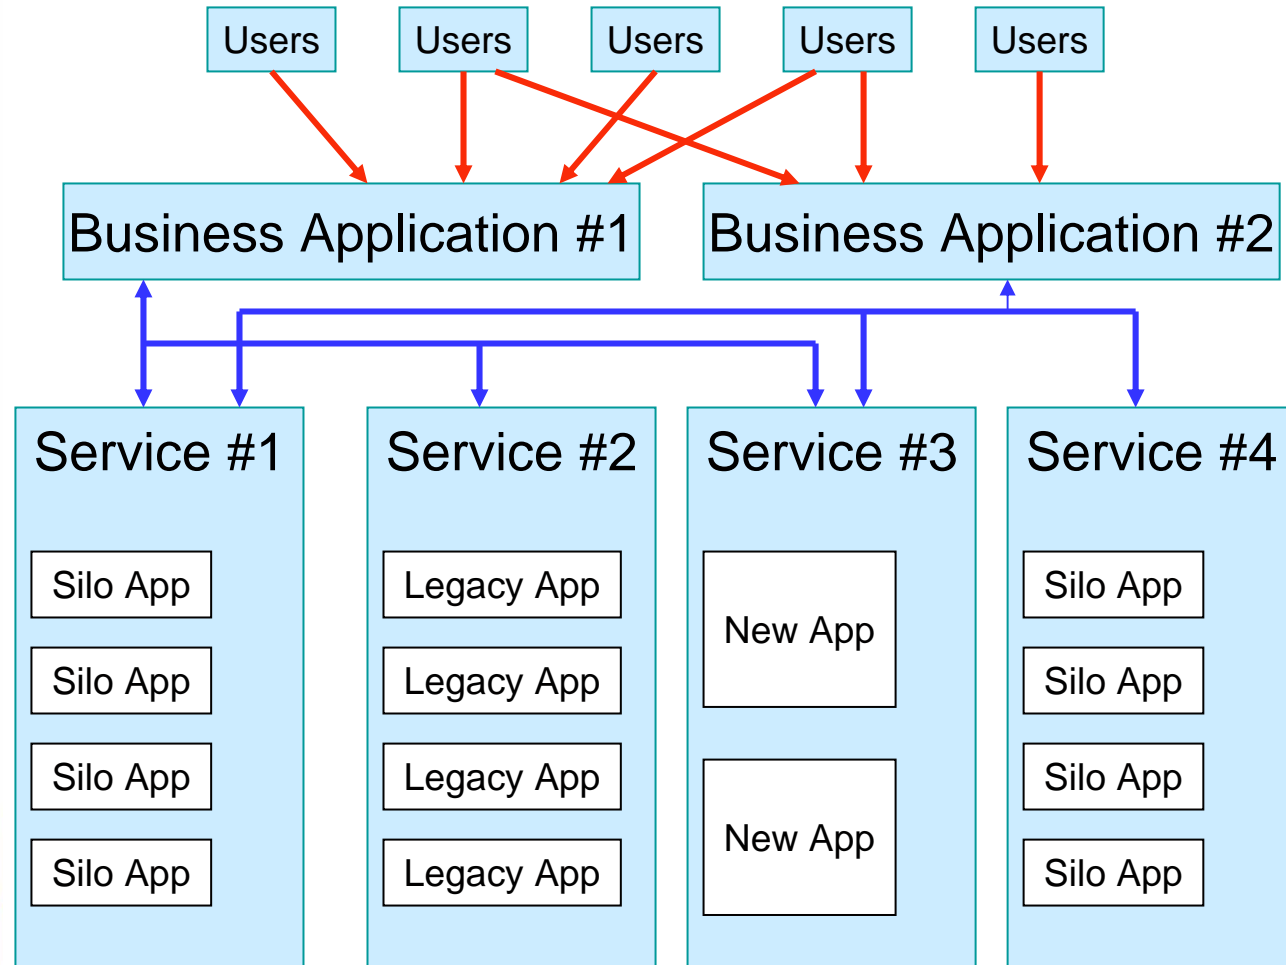 Users
Users
Users
Users
Users
Business Application #1
Business Application #2
Service #1
Silo App
Silo App
Silo App
Silo App
Service #2
Legacy App
Legacy App
Legacy App
Legacy App
Service #3
New App
New App
Service #4
Silo App
Silo App
Silo App
Silo App